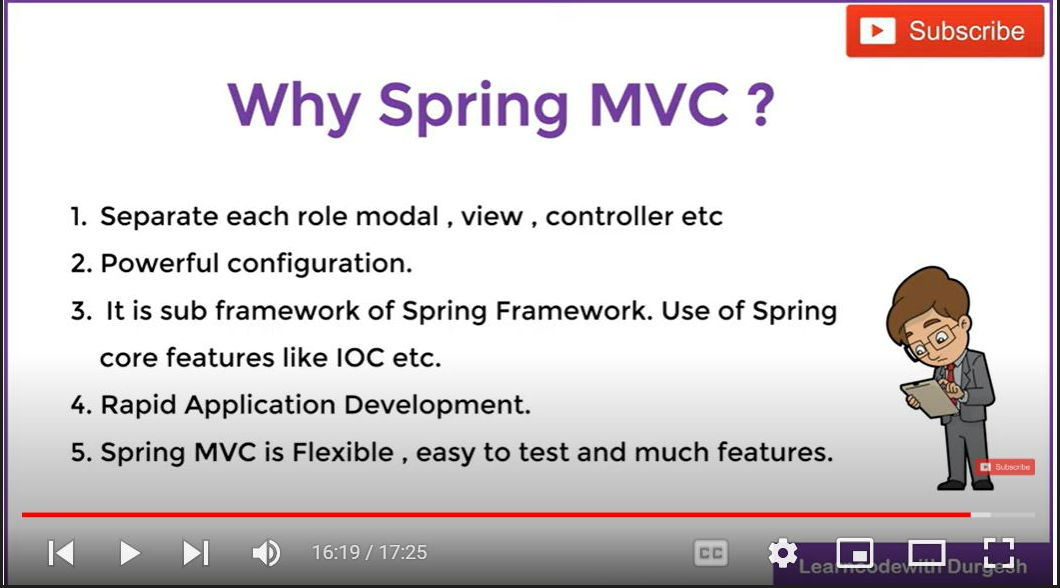 Subscribe
Why Spring MVC ?
1. Separate each role modal , view , controller etc
2. Powerful configuration.
3. It is sub framework of Spring Framework. Use of Spring
core features like IOC etc.
4. Rapid Application Development.
5. Spring MVC is Flexible , easy to test and much features.
Subscribe
16:19 / 17:25
CC
Learncodewith Durgesh